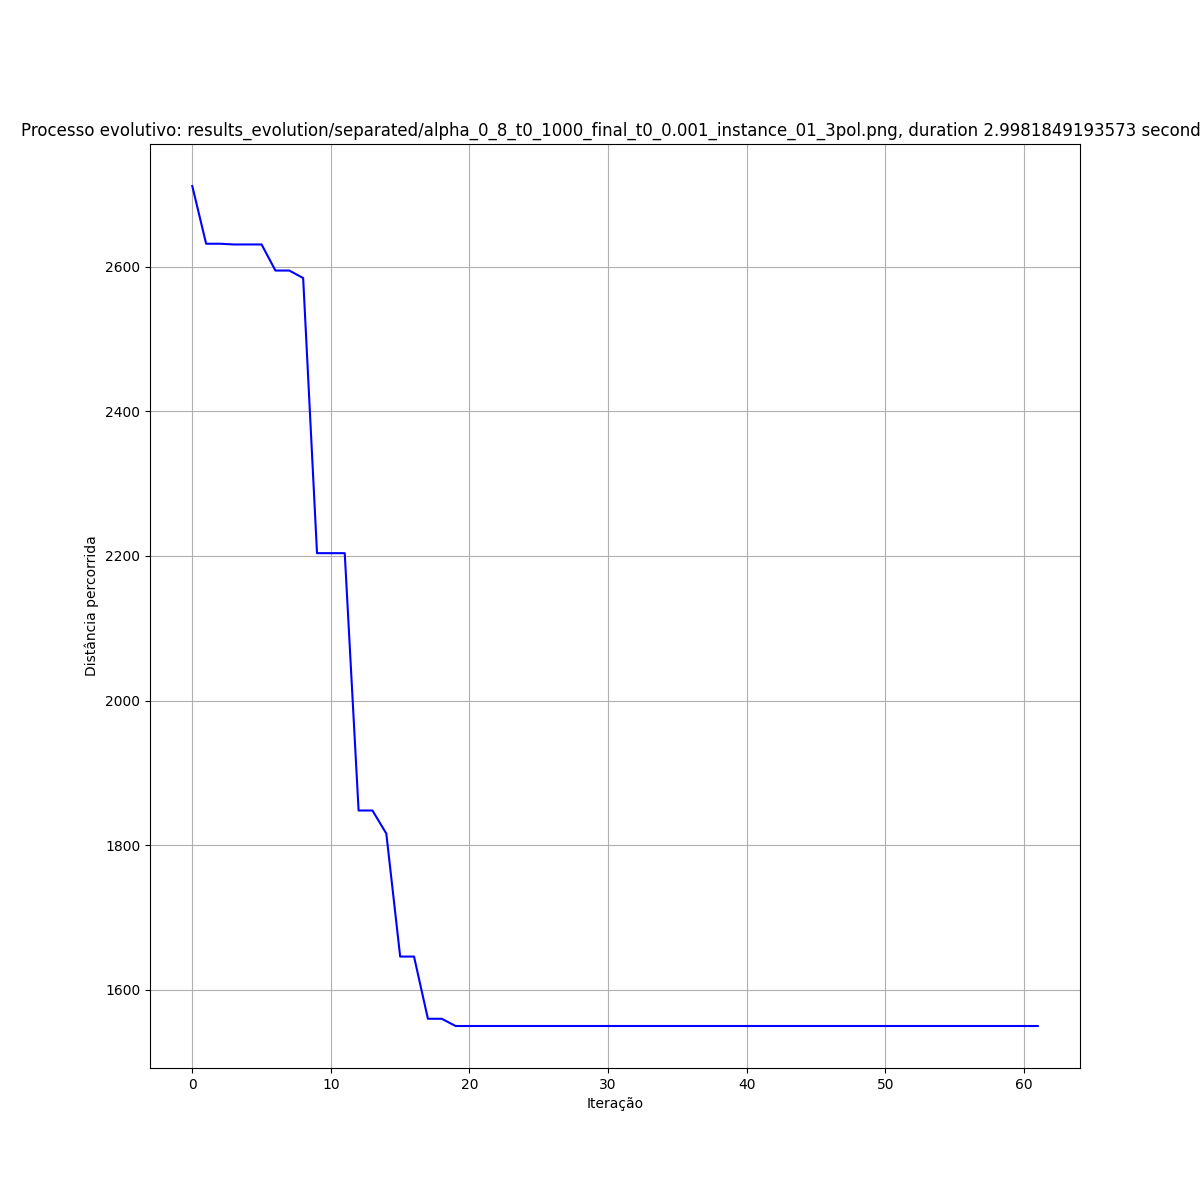 Processo evolutivo: results_evolution/separated/alpha_0_8_t0_1000_final_t0_0.001_instance_01_3pol.png, duration 2.9981849193573 second
2600
2400
2200
2000
1800
1600
Distância percorrida
0 10 20 30 40 50 60
Iteração